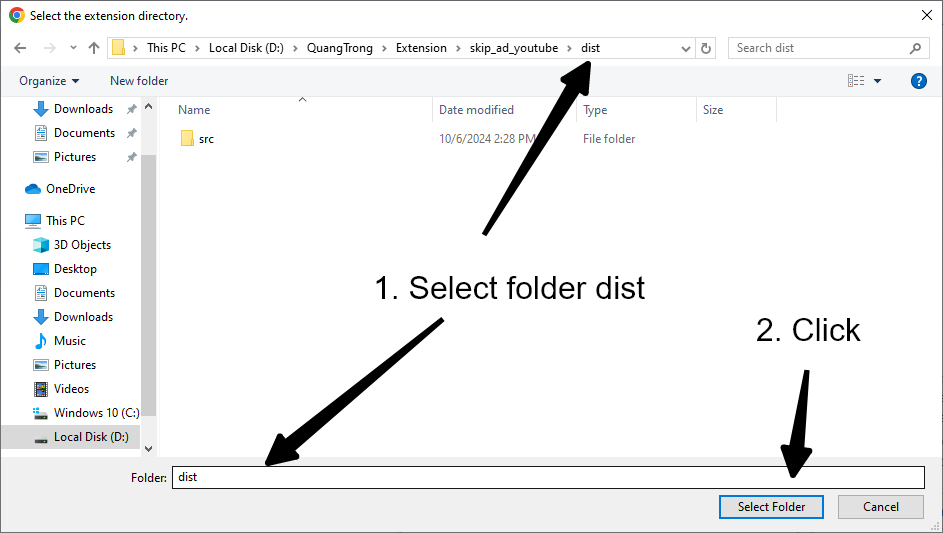 Select the extension directory.
This PC > Local Disk (D:) > QuangTrong > Extension > skip_ad_youtube > dist
Search dist
Organize
New folder
Name
Date modified
Type
Size
src
10/6/2024 2:28 PM
File folder
Downloads
Documents
Pictures
OneDrive
This PC
3D Objects
Desktop
Documents
Downloads
Music
Pictures
Videos
Windows 10 (C:)
Local Disk (D:)
1. Select folder dist
2. Click
Folder:
dist
Select Folder
Cancel